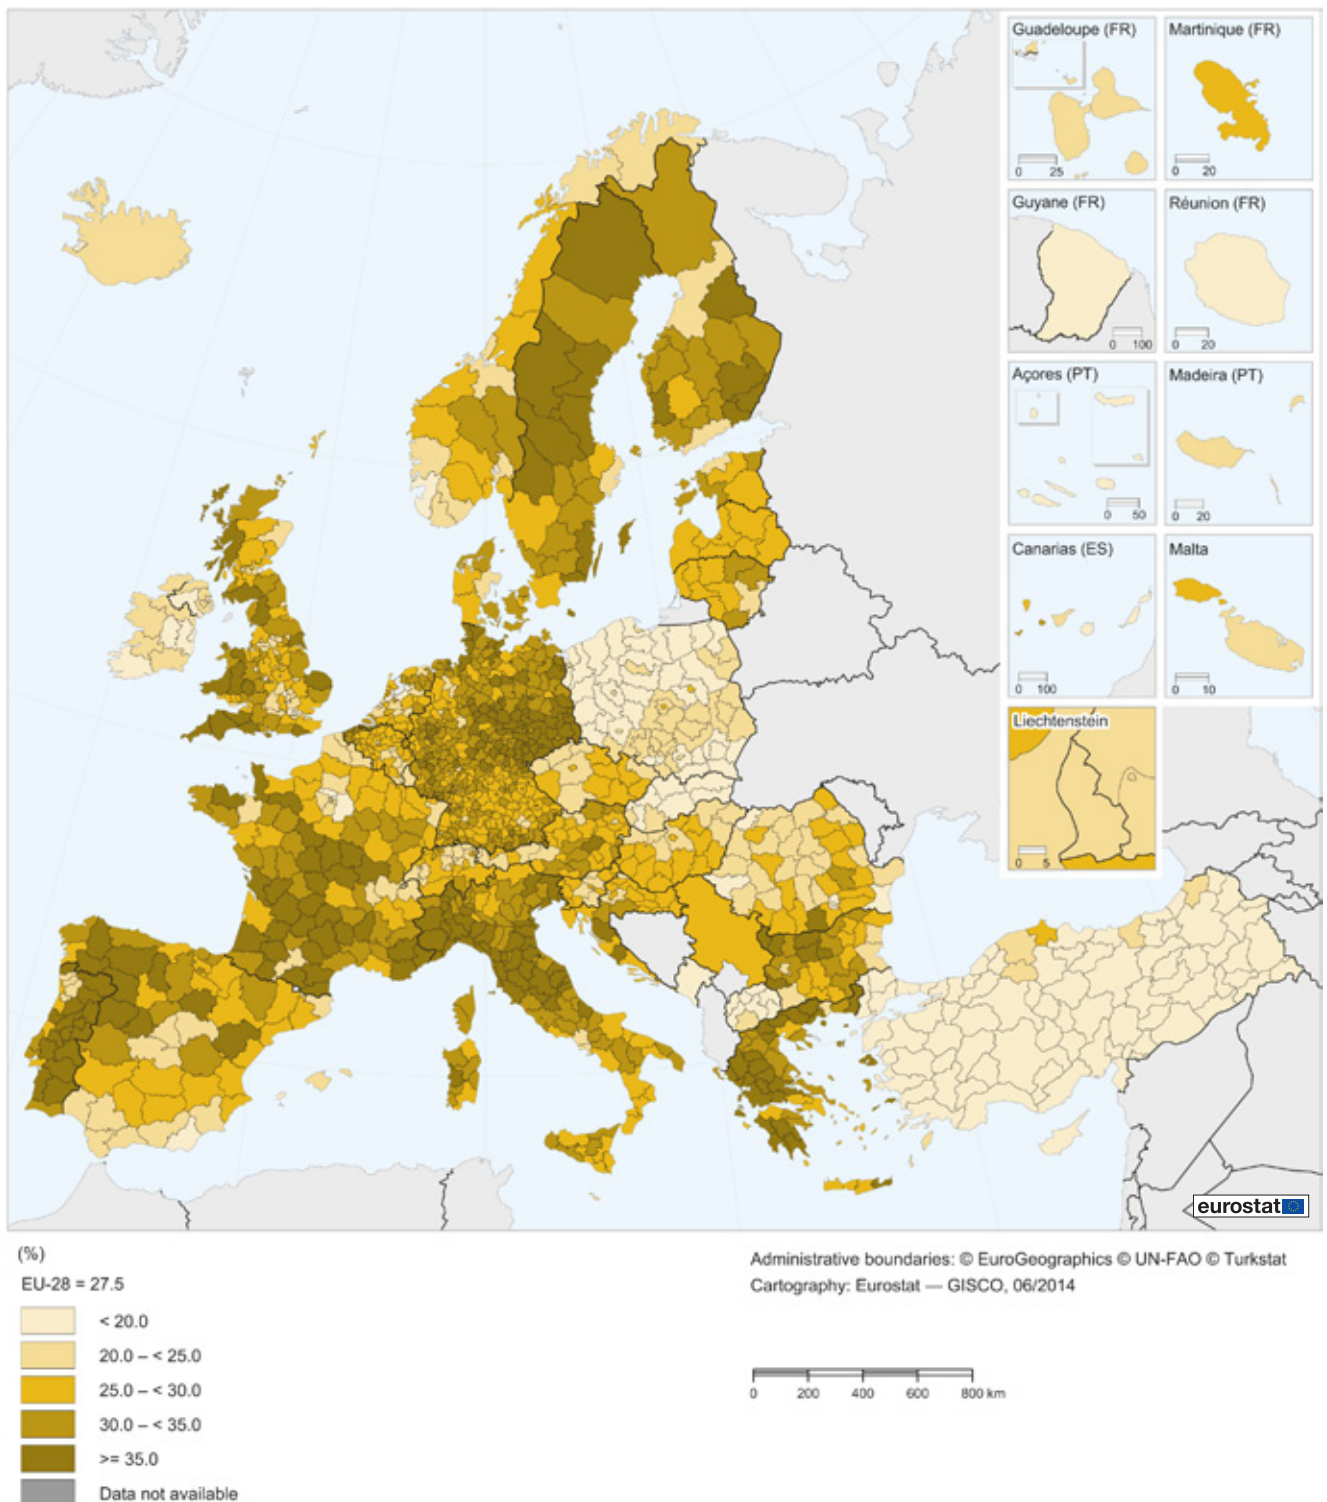 Guadeloupe (FR)
0 25
Martinique (FR)
0 20
Guyane (FR)
0 100
Réunion (FR)
0 20
Açores (PT)
0 50
Madeira (PT)
0 20
Canarias (ES)
0 100
Malta
0 10
Liechtenstein
0 5
eurostat
(%)
EU-28 = 27.5
< 20.0
20.0 – < 25.0
25.0 – < 30.0
30.0 – < 35.0
>= 35.0
Data not available
Administrative boundaries: © EuroGeographics © UN-FAO © Turkstat
Cartography: Eurostat — GISCO, 06/2014
0 200 400 600 800 km